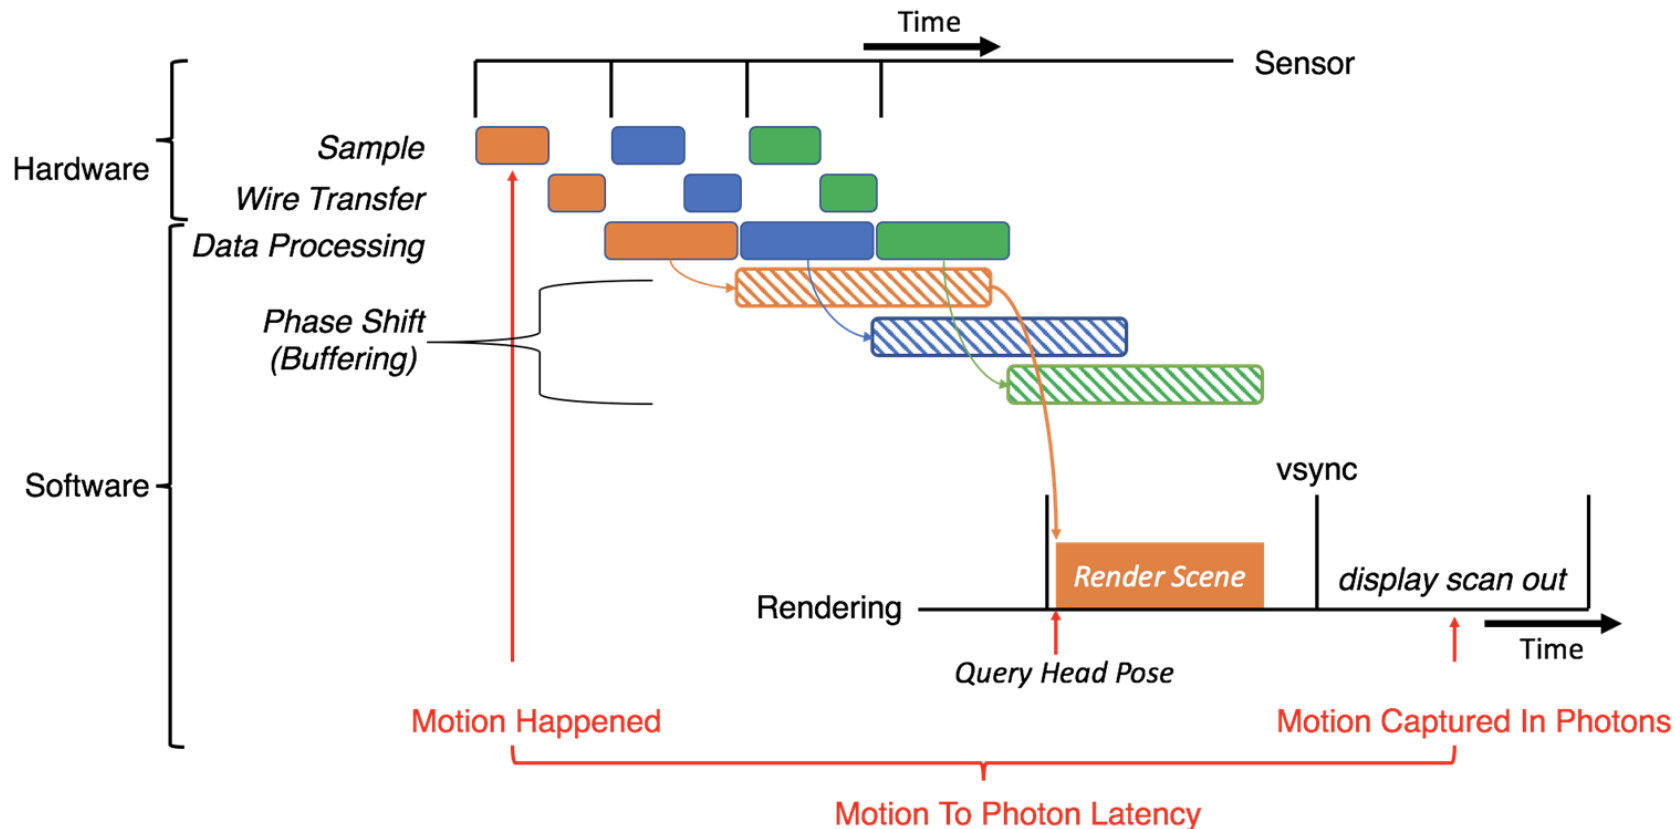 Time
Sensor
Hardware
Sample
Wire Transfer
Data Processing
Phase Shift
(Buffering)
Software
vsync
Render Scene
display scan out
Rendering
Time
Query Head Pose
Motion Happened
Motion Captured In Photons
Motion To Photon Latency